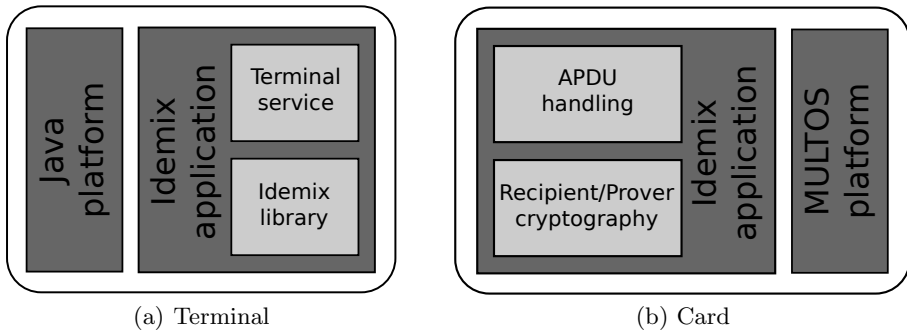 Java
platform
Idemix
application
Terminal
service
Idemix
library
(a) Terminal
APDU
handling
Recipient/Prover
cryptography
Idemix
application
MULTOS
platform
(b) Card